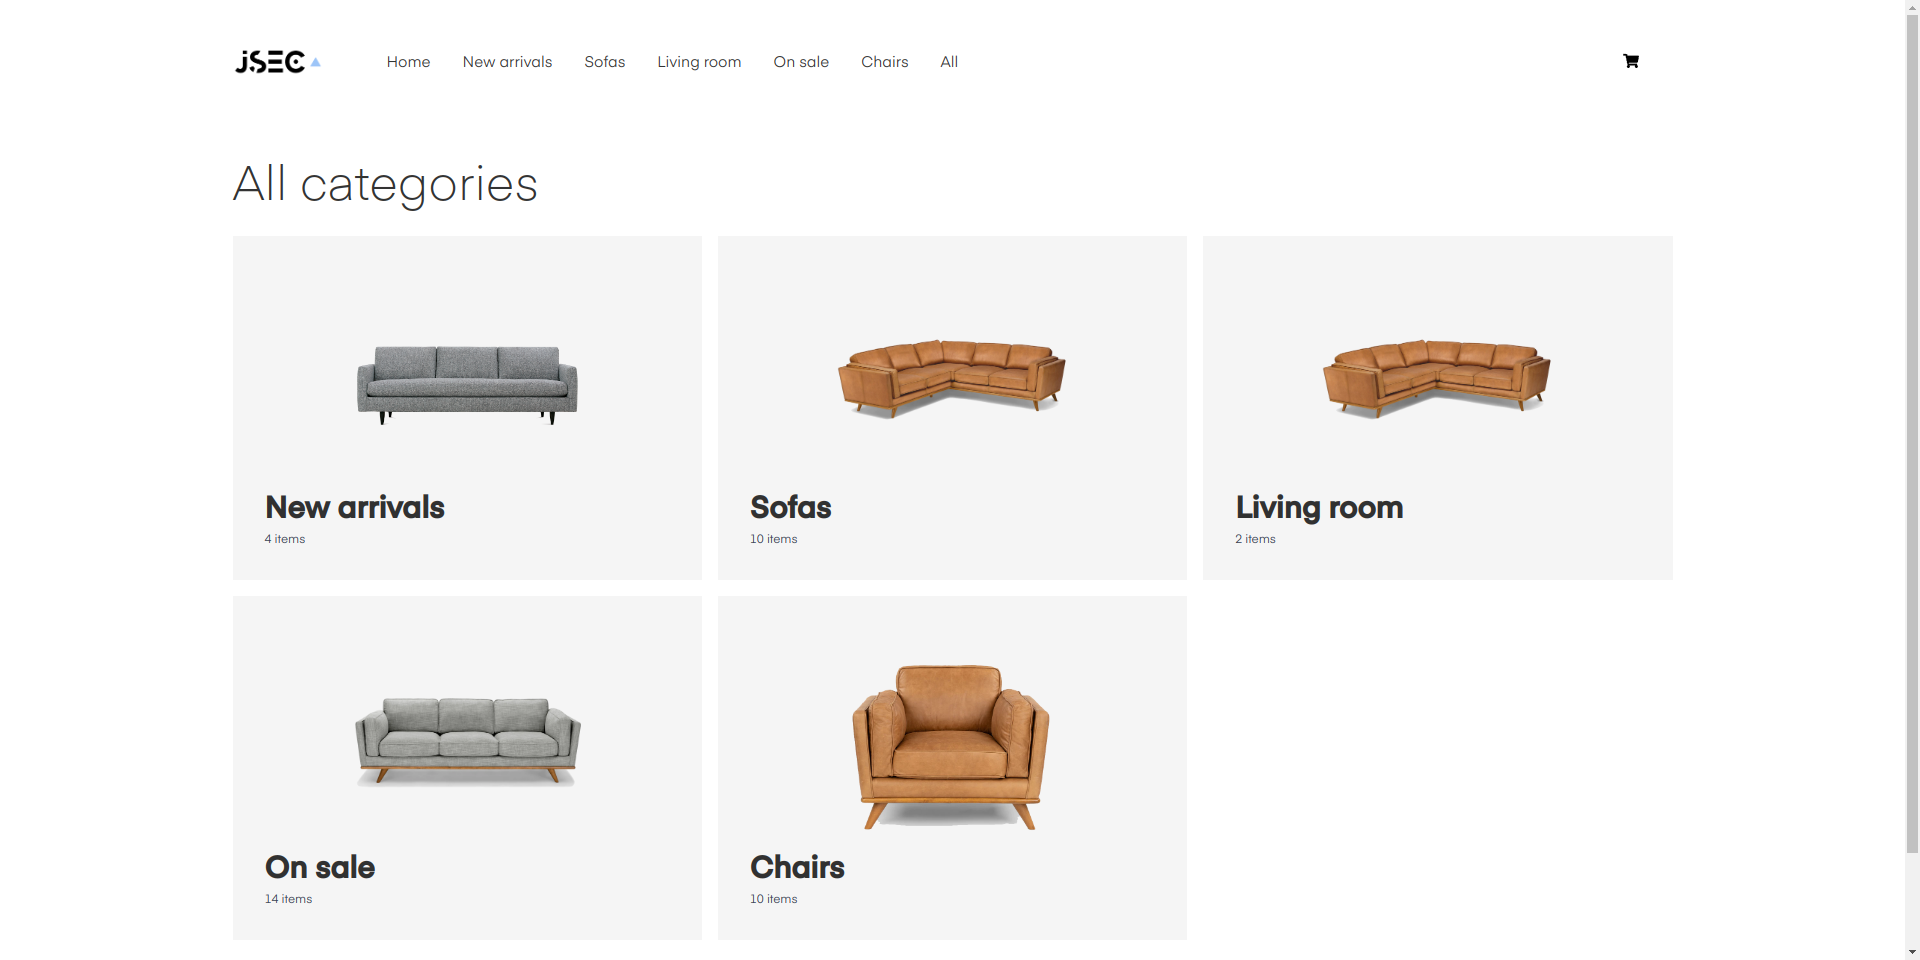 jSEC
Home New arrivals Sofas Living room On sale Chairs All
All categories
New arrivals
4 items
Sofas
10 items
Living room
2 items
On sale
14 items
Chairs
10 items